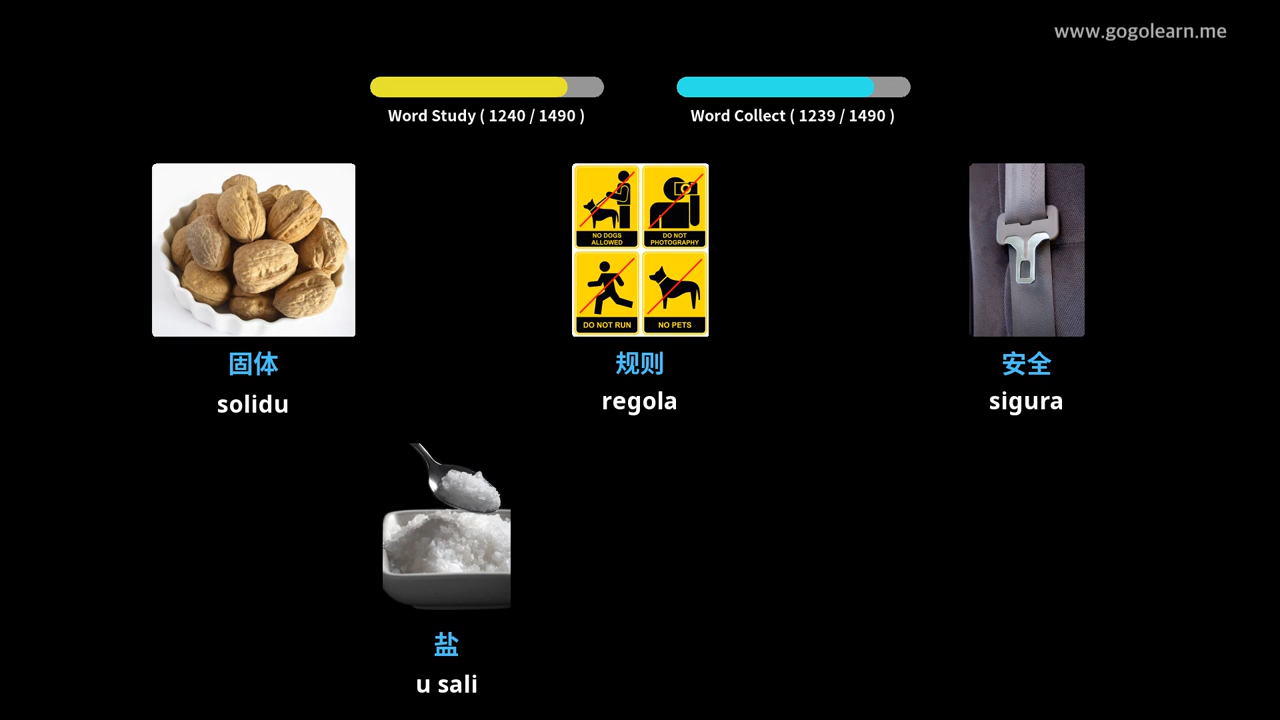 www.gogolearn.me
Word Study ( 1240 / 1490 )
Word Collect ( 1239 / 1490 )
NO DOGS
ALLOWED
DO NOT
PHOTOGRAPHY
DO NOT RUN
NO PETS
固体
solidu
规则
regola
安全
sigura
盐
u sali